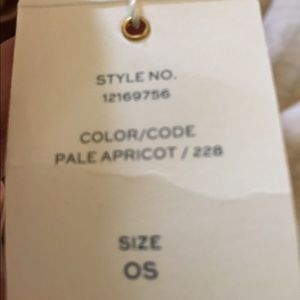 STYLE NO.
12169756
COLOR/CODE
PALE APRICOT / 228
SIZE
OS